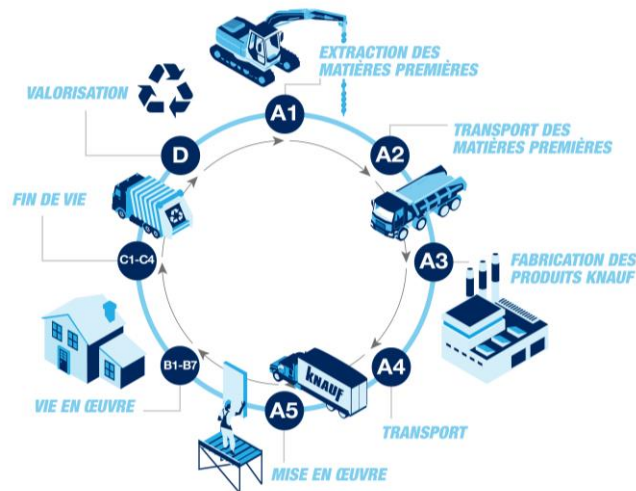 EXTRACTION DES
MATIÈRES PREMIÈRES
A1
TRANSPORT DES
MATIÈRES PREMIÈRES
A2
FABRICATION DES
PRODUITS KNAUF
A3
A4
TRANSPORT
KNAUF
A5
MISE EN ŒUVRE
B1-B7
VIE EN ŒUVRE
C1-C4
FIN DE VIE
D
VALORISATION